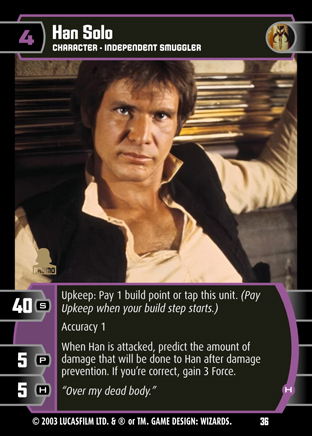 4
Han Solo
CHARACTER - INDEPENDENT SMUGGLER
PROMO
40 S
Upkeep: Pay 1 build point or tap this unit. (Pay
Upkeep when your build step starts.)
Accuracy 1
5 P
When Han is attacked, predict the amount of
damage that will be done to Han after damage
prevention. If you're correct, gain 3 Force.
5 H
"Over my dead body."
H
© 2003 LUCASFILM LTD. & ® or TM. GAME DESIGN: WIZARDS.
36